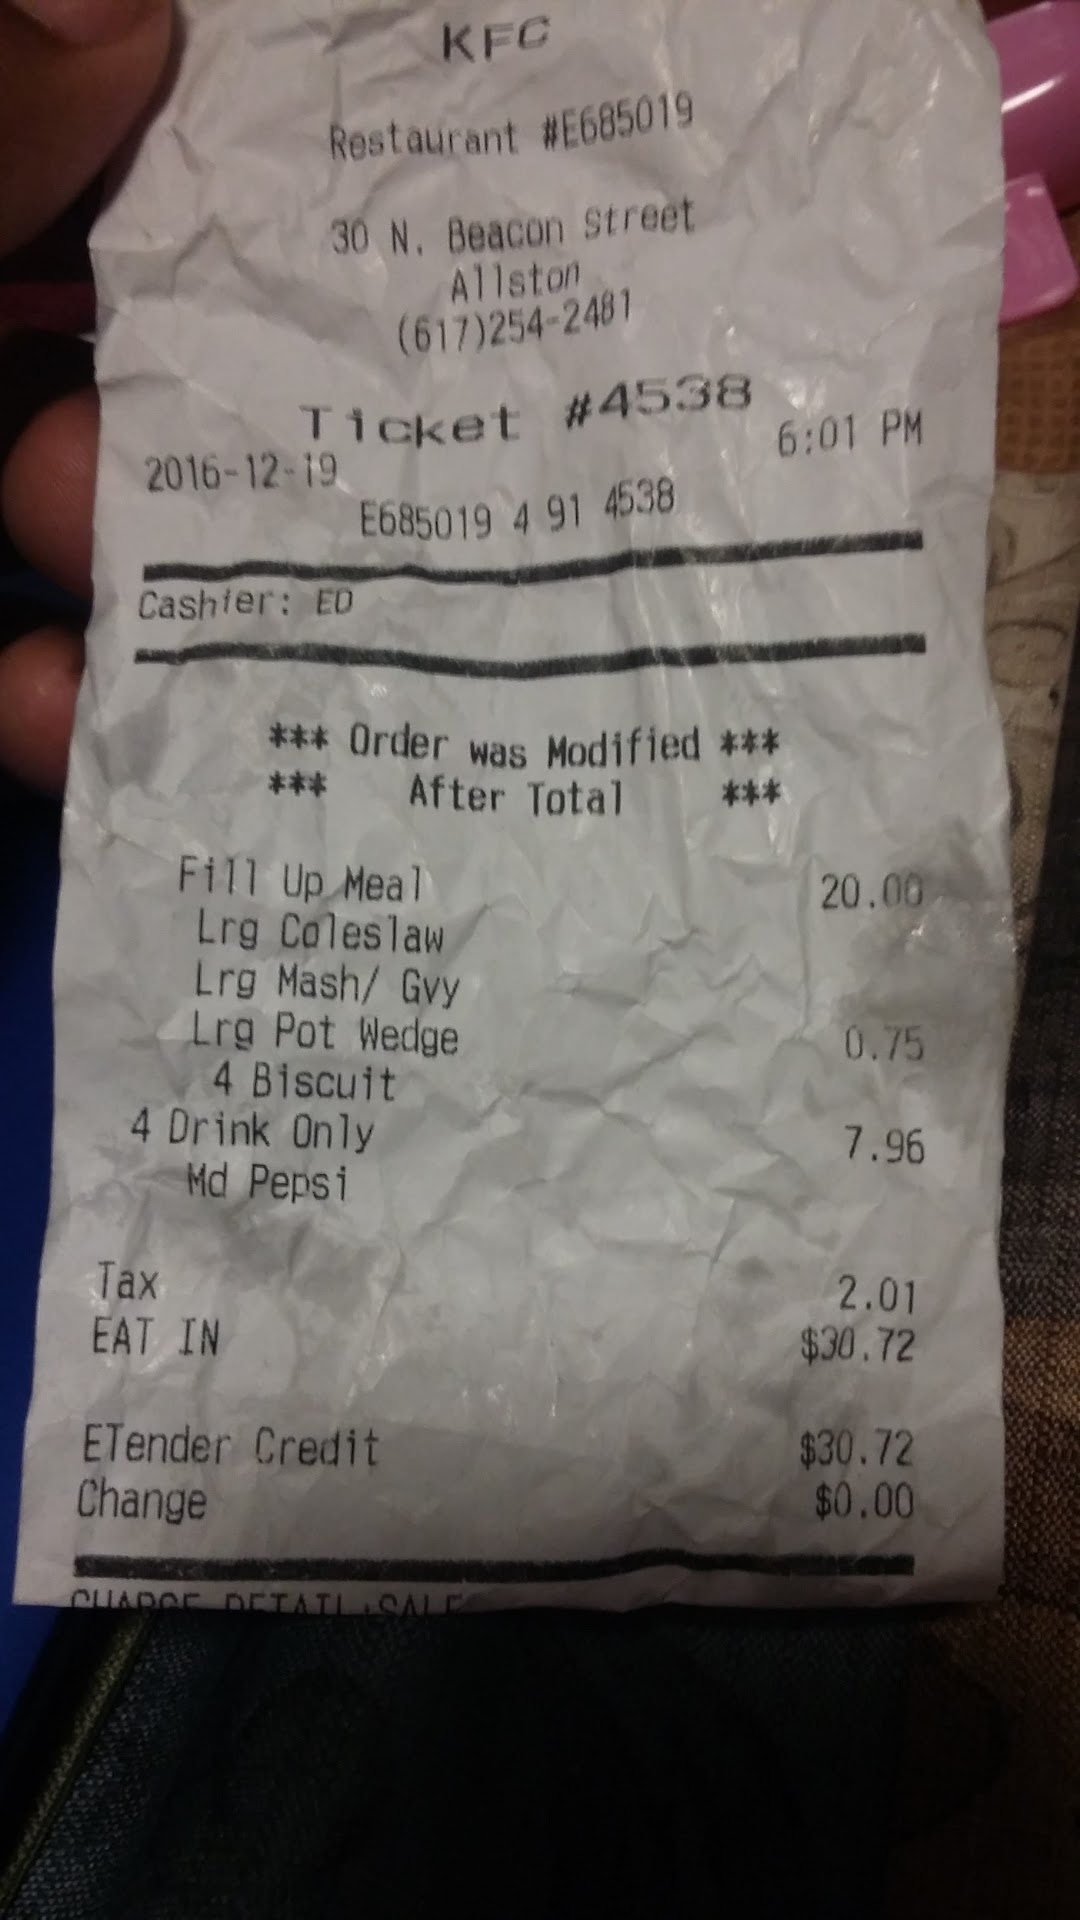 KFC
Restaurant #E685019
30 N. Beacon Street
Allston
(617)254-2481
Ticket #4538
2016-12-19 6:01 PM
E685019 4 91 4538
Cashier: ED
*** Order was Modified ***
*** After Total ***
Fill Up Meal 20.00
Lrg Coleslaw
Lrg Mash/ Gvy
Lrg Pot Wedge 0.75
4 Biscuit
4 Drink Only 7.96
Md Pepsi
Tax 2.01
EAT IN $30.72
ETender Credit $30.72
Change $0.00
CHARGE DETAIL:SALE